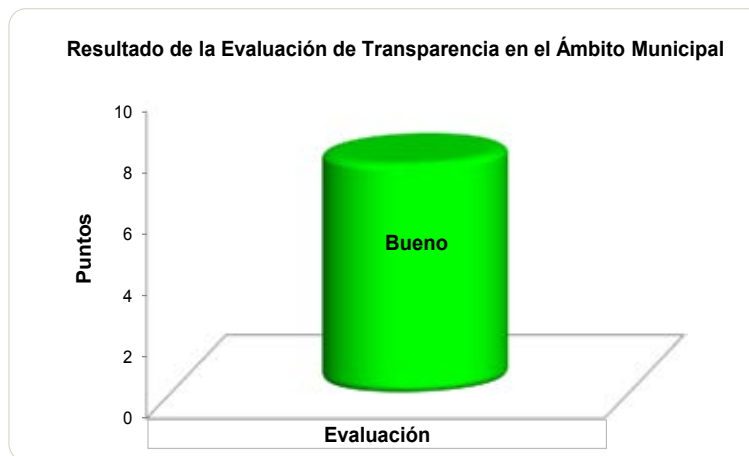 Resultado de la Evaluación de Transparencia en el Ámbito Municipal
10
8
6
4
2
0
Puntos
Bueno
Evaluación